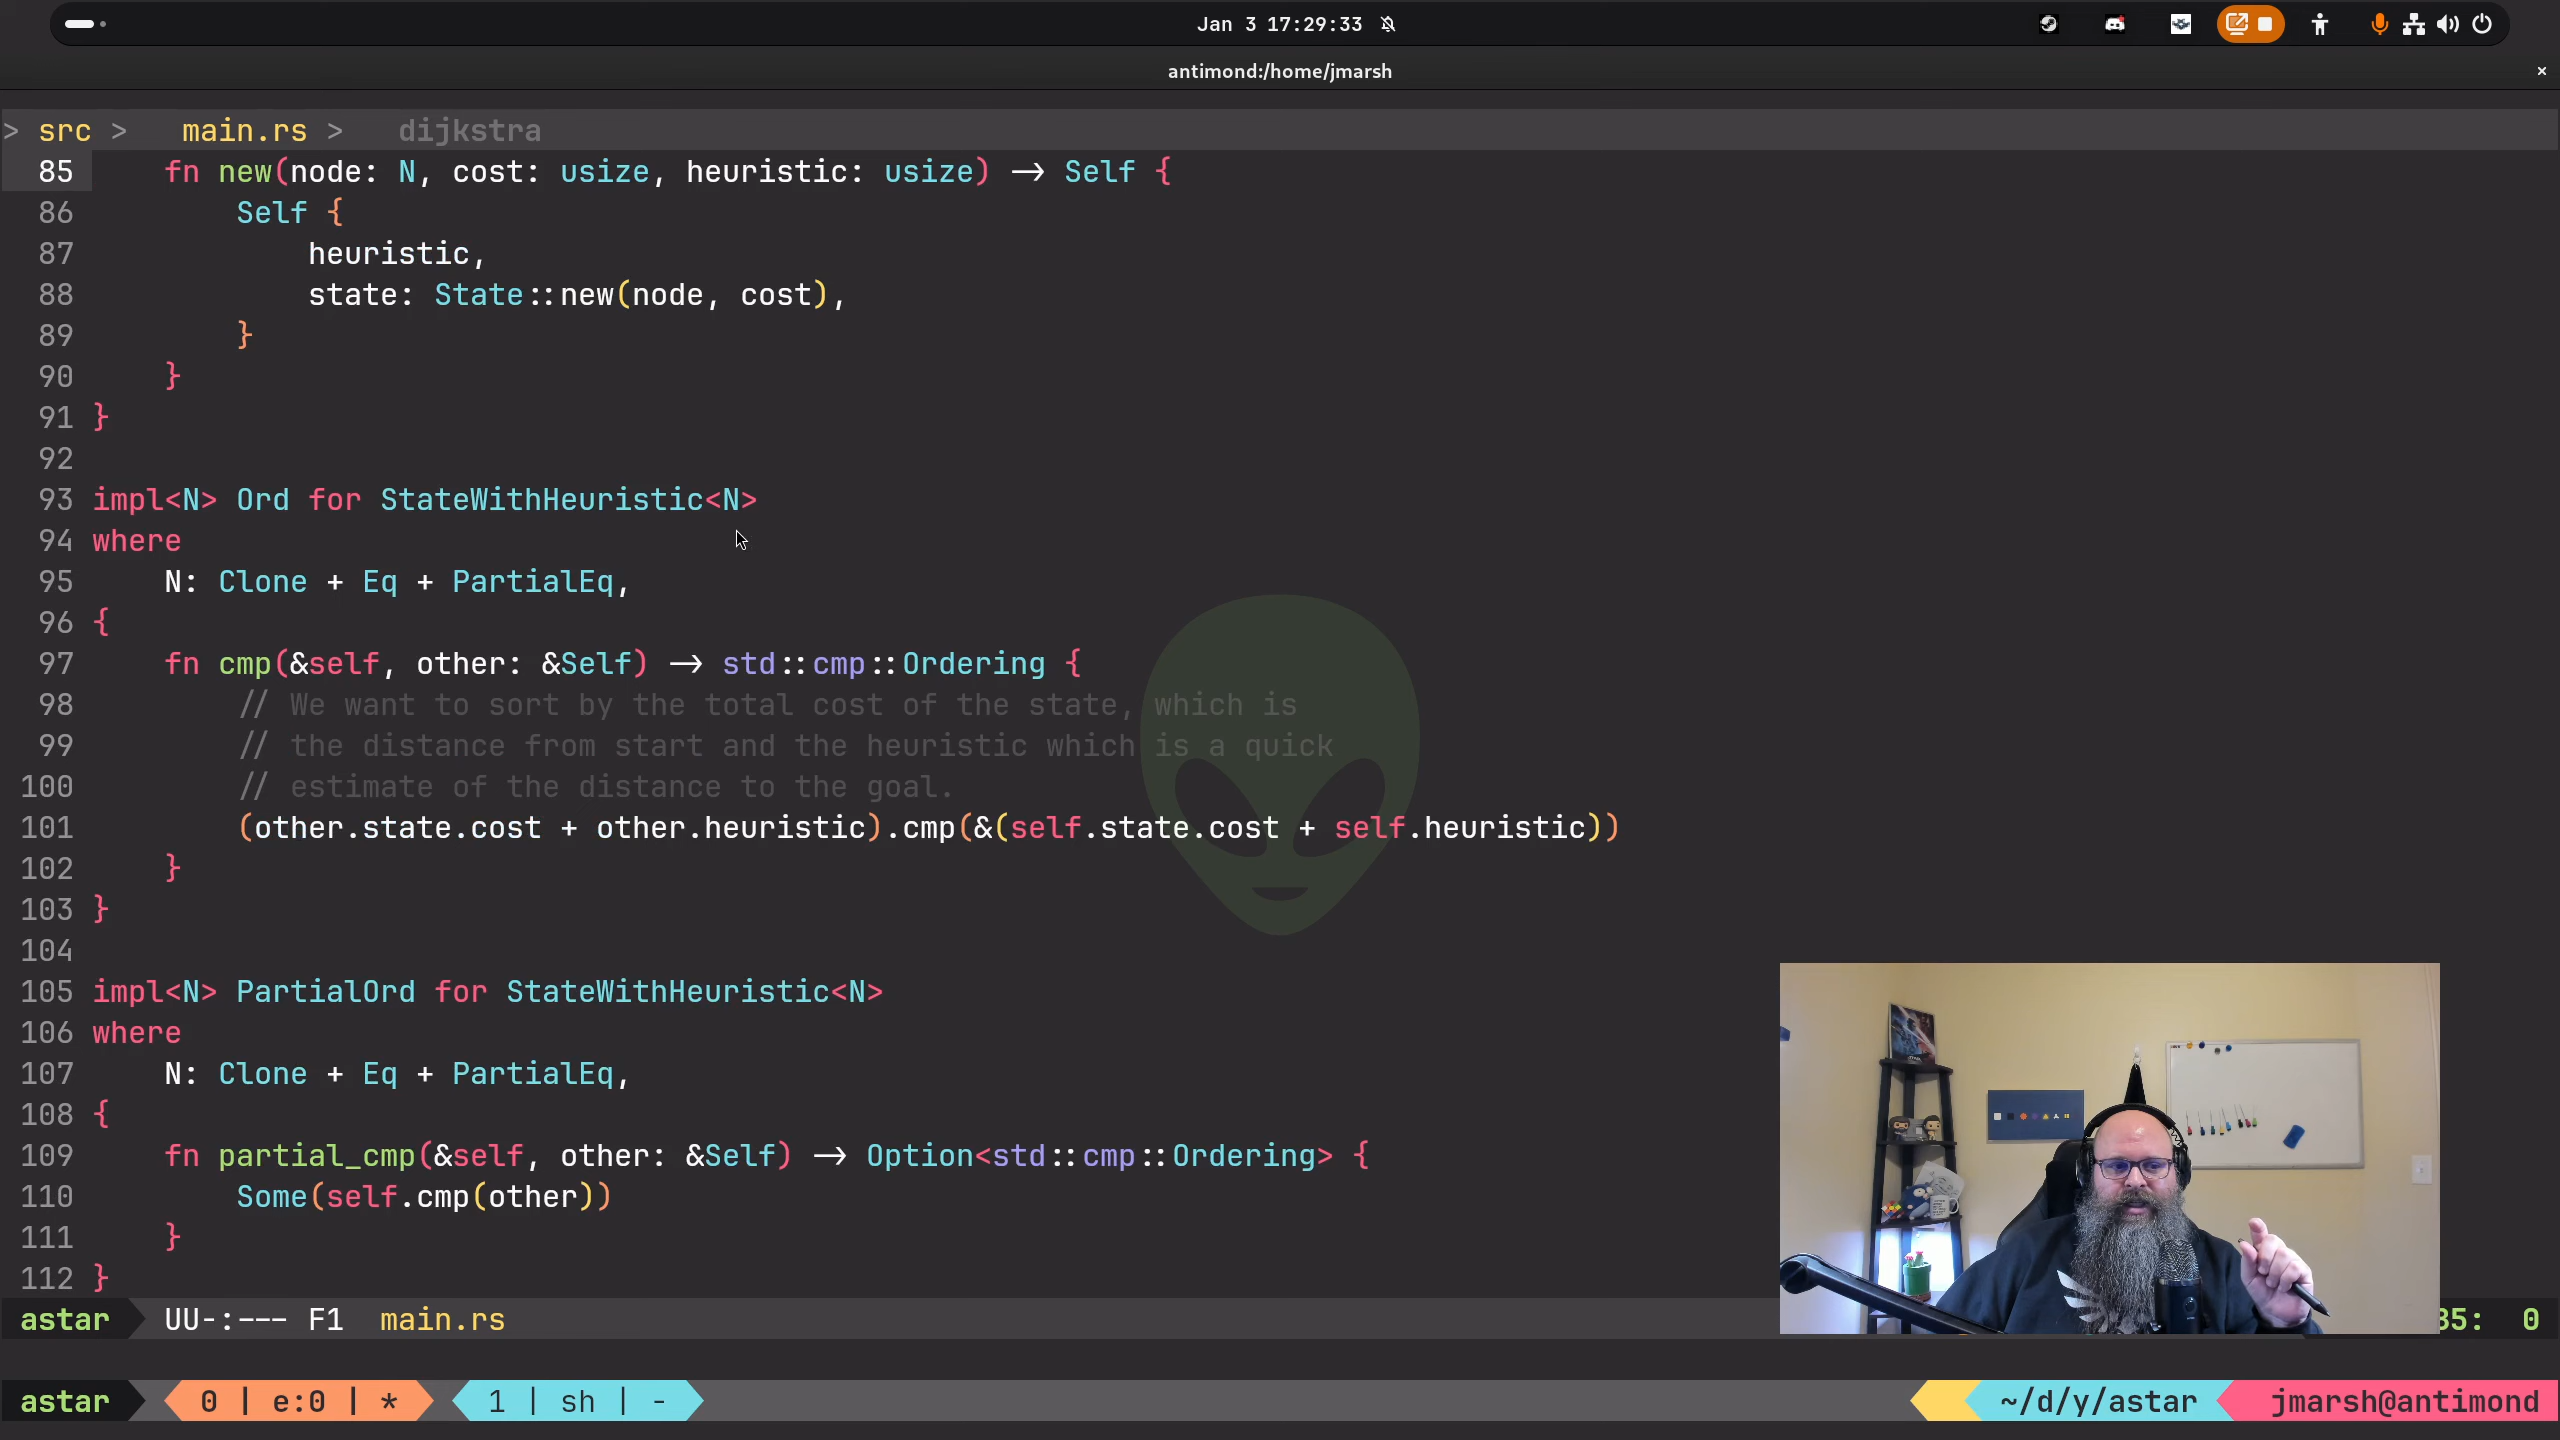 Jan 3 17:29:33
antimond:/home/jmarsh
> src > main.rs > dijkstra
85 fn new(node: N, cost: usize, heuristic: usize) → Self {
86 Self {
87 heuristic,
88 state: State::new(node, cost),
89 }
90 }
91 }
92
93 impl<N> Ord for StateWithHeuristic<N>
94 where
95 N: Clone + Eq + PartialEq,
96 {
97 fn cmp(&self, other: &Self) → std::cmp::Ordering {
98 // We want to sort by the total cost of the state, which is
99 // the distance from start and the heuristic which is a quick
100 // estimate of the distance to the goal.
101 (other.state.cost + other.heuristic).cmp(&(self.state.cost + self.heuristic))
102 }
103 }
104
105 impl<N> PartialOrd for StateWithHeuristic<N>
106 where
107 N: Clone + Eq + PartialEq,
108 {
109 fn partial_cmp(&self, other: &Self) → Option<std::cmp::Ordering> {
110 Some(self.cmp(other))
111 }
112 }
astar UU-:--- F1 main.rs 85: 0
astar 0 | e:0 | * 1 | sh | - ~/d/y/astar jmarsh@antimond